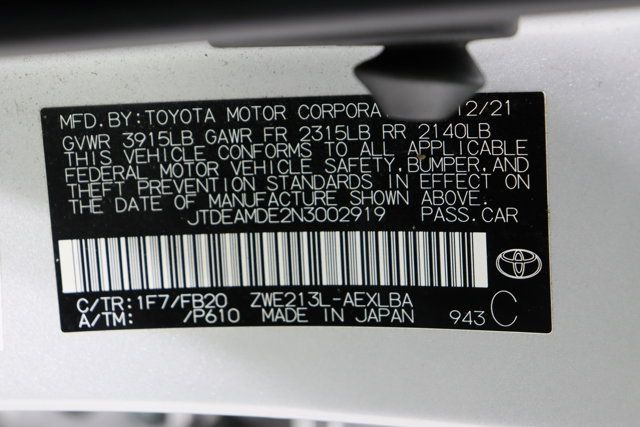 MFD. BY: TOYOTA MOTOR CORPORAT 12/21
GVWR 3915LB GAWR FR 2315LB RR 2140LB
THIS VEHICLE CONFORMS TO ALL APPLICABLE
FEDERAL MOTOR VEHICLE SAFETY, BUMPER, AND
THEFT PREVENTION STANDARDS IN EFFECT ON
THE DATE OF MANUFACTURE SHOWN ABOVE.
JTDEAMDE2N3002919 PASS. CAR
C/TR: 1F7/FB20 ZWE213L-AEXLBA
A/TM: /P610 MADE IN JAPAN 943 C